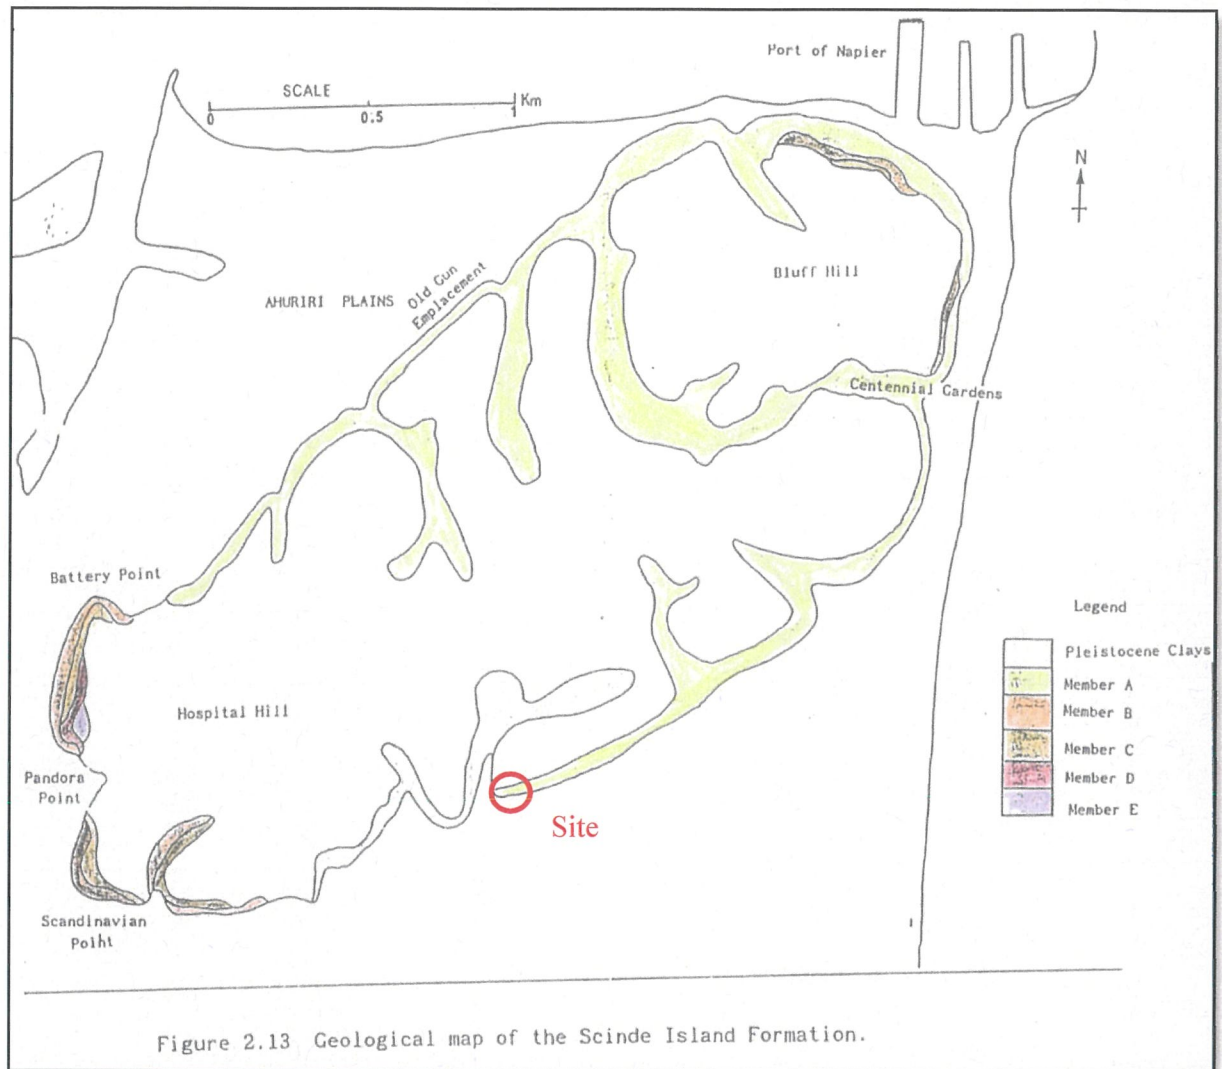 Port of Napier
SCALE
Km
0 0.5 1
N
Bluff Hill
Old Gun
Emplacement
AHURIRI PLAINS
Centennial Gardens
Battery Point
Legend
Pleistocene Clays
Member A
Member B
Member C
Member D
Member E
Hospital Hill
Pandora
Point
Site
Scandinavian
Point
Figure 2.13 Geological map of the Scinde Island Formation.